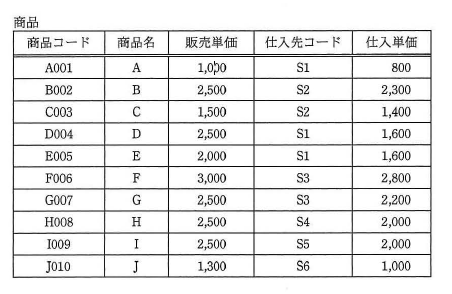 商品
商品コード 商品名 販売単価 仕入先コード 仕入単価
A001 A 1,000 S1 800
B002 B 2,500 S2 2,300
C003 C 1,500 S2 1,400
D004 D 2,500 S1 1,600
E005 E 2,000 S1 1,600
F006 F 3,000 S3 2,800
G007 G 2,500 S3 2,200
H008 H 2,500 S4 2,000
I009 I 2,500 S5 2,000
J010 J 1,300 S6 1,000